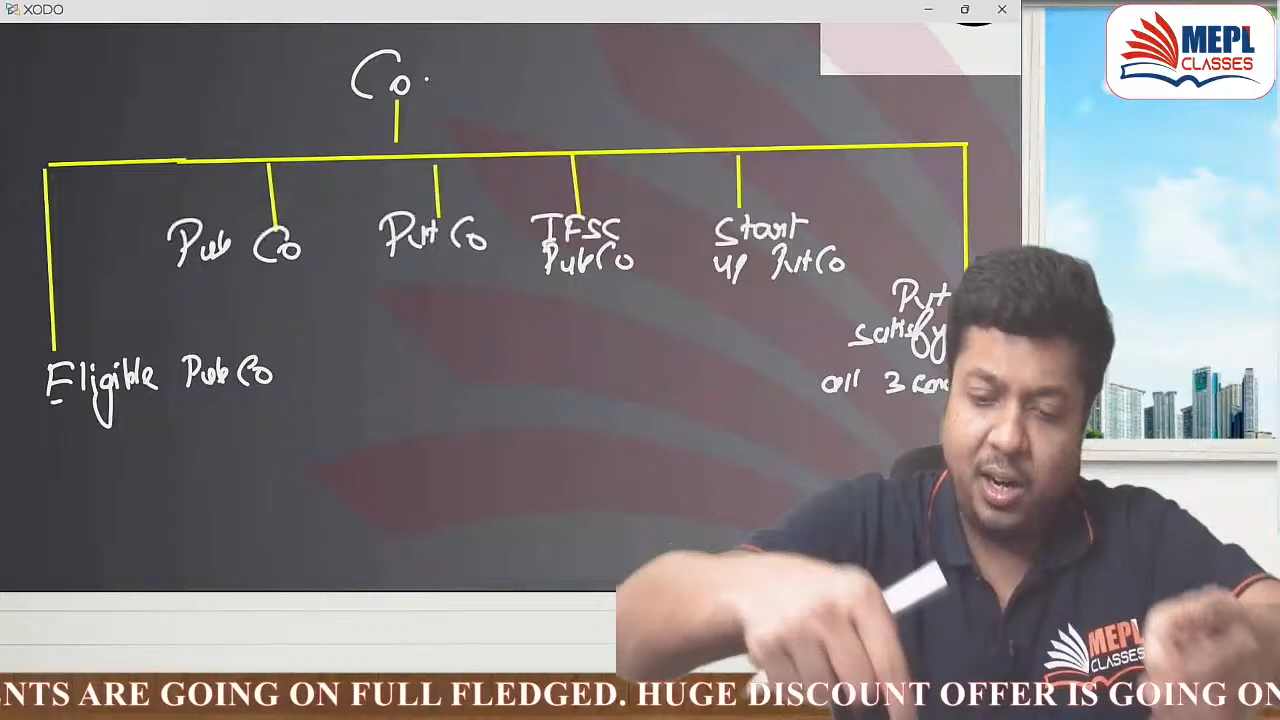 XODO
MEPL
CLASSES
Co.
Pub Co
Pvt Co
IFSC
Pub Co
Start
up Pvt Co
Pvt
satisfy
all 3 con
Eligible Pub Co
MEPL
CLASSES
ENTS ARE GOING ON FULL FLEDGED. HUGE DISCOUNT OFFER IS GOING ON